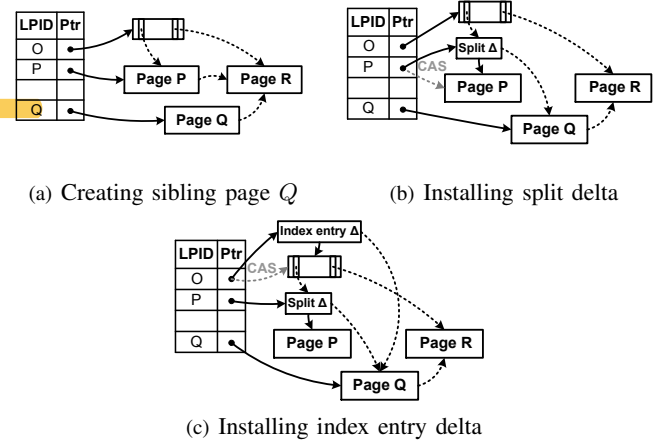 LPID Ptr
O
P
Q
Page P
Page R
Page Q
(a) Creating sibling page Q
LPID Ptr
O
P
Q
CAS
Split Δ
Page P
Page R
Page Q
(b) Installing split delta
LPID Ptr
O
P
Q
CAS
Index entry Δ
Split Δ
Page P
Page R
Page Q
(c) Installing index entry delta